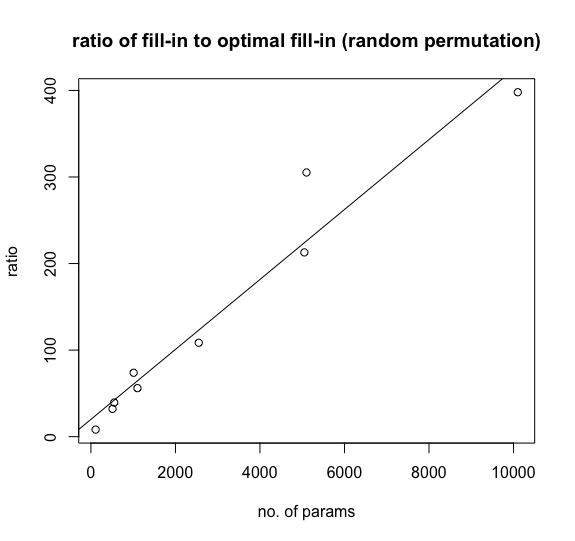 ratio of fill-in to optimal fill-in (random permutation)
400
300
200
100
0
ratio
0 2000 4000 6000 8000 10000
no. of params